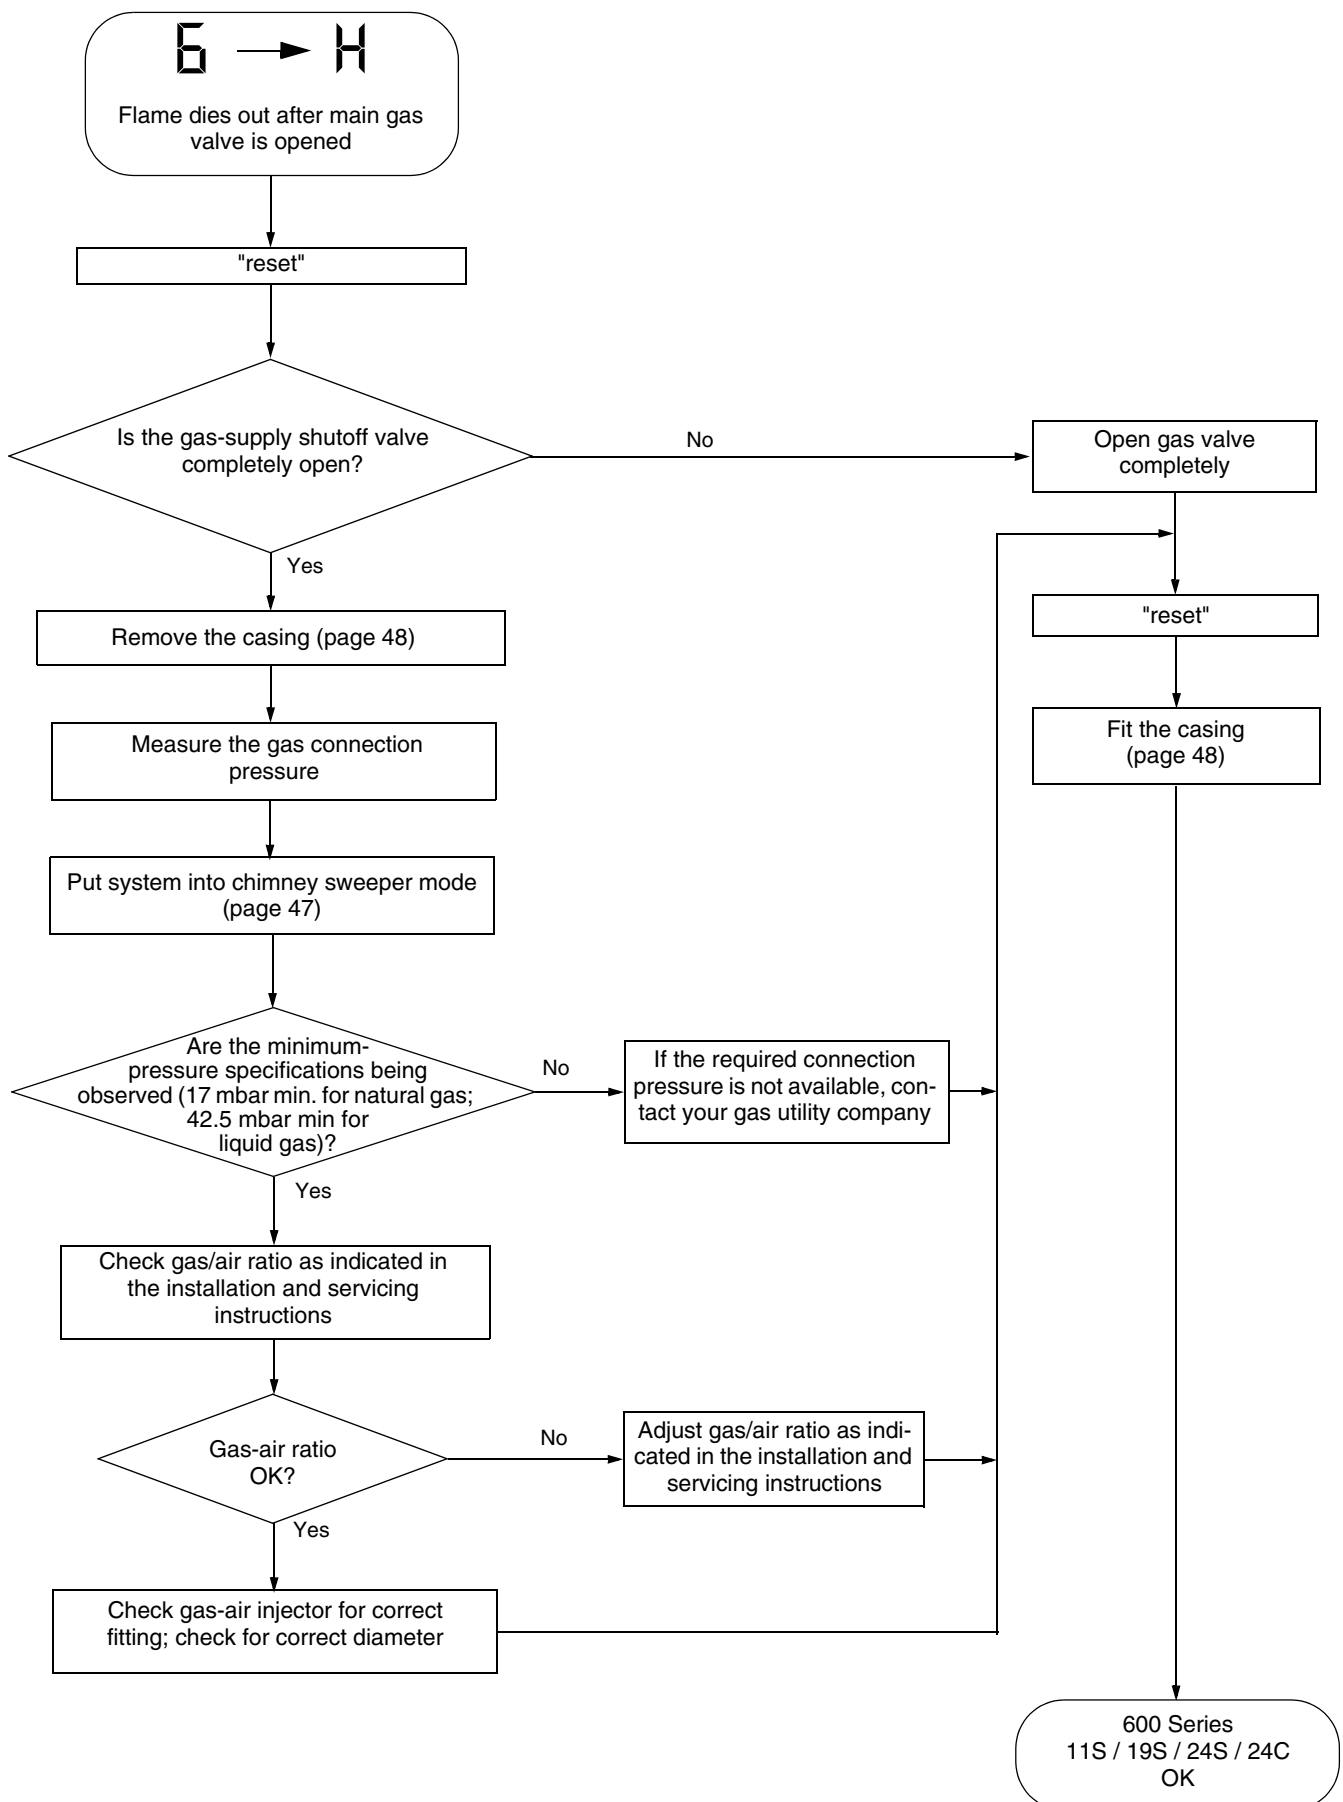 6 H
Flame dies out after main gas
valve is opened
"reset"
Is the gas-supply shutoff valve
completely open?
No
Open gas valve
completely
Yes
"reset"
Remove the casing (page 48)
Fit the casing
(page 48)
Measure the gas connection
pressure
Put system into chimney sweeper mode
(page 47)
Are the minimum-
pressure specifications being
observed (17 mbar min. for natural gas;
42.5 mbar min for
liquid gas)?
No
If the required connection
pressure is not available, con-
tact your gas utility company
Yes
Check gas/air ratio as indicated in
the installation and servicing
instructions
Gas-air ratio
OK?
No
Adjust gas/air ratio as indi-
cated in the installation and
servicing instructions
Yes
Check gas-air injector for correct
fitting; check for correct diameter
600 Series
11S / 19S / 24S / 24C
OK